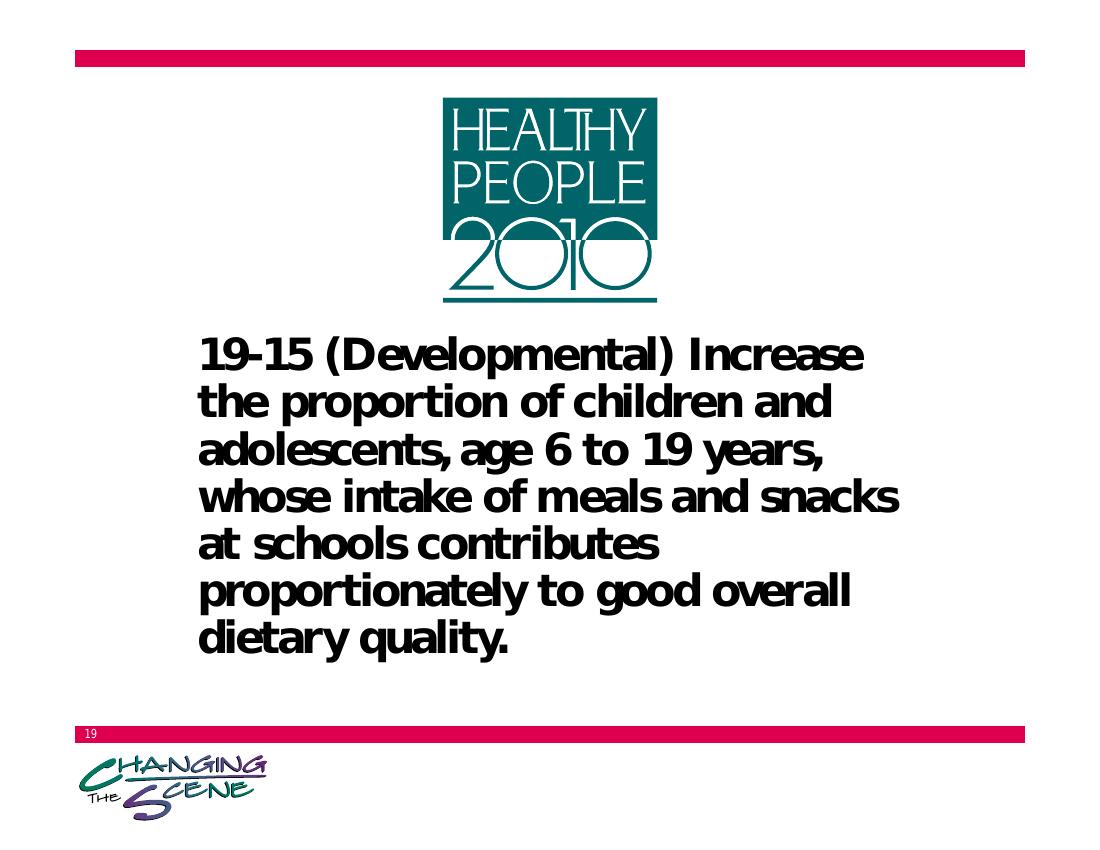 HEALTHY
PEOPLE
2010
19-15 (Developmental) Increase
the proportion of children and
adolescents, age 6 to 19 years,
whose intake of meals and snacks
at schools contributes
proportionately to good overall
dietary quality.
19
CHANGING
THE SCENE